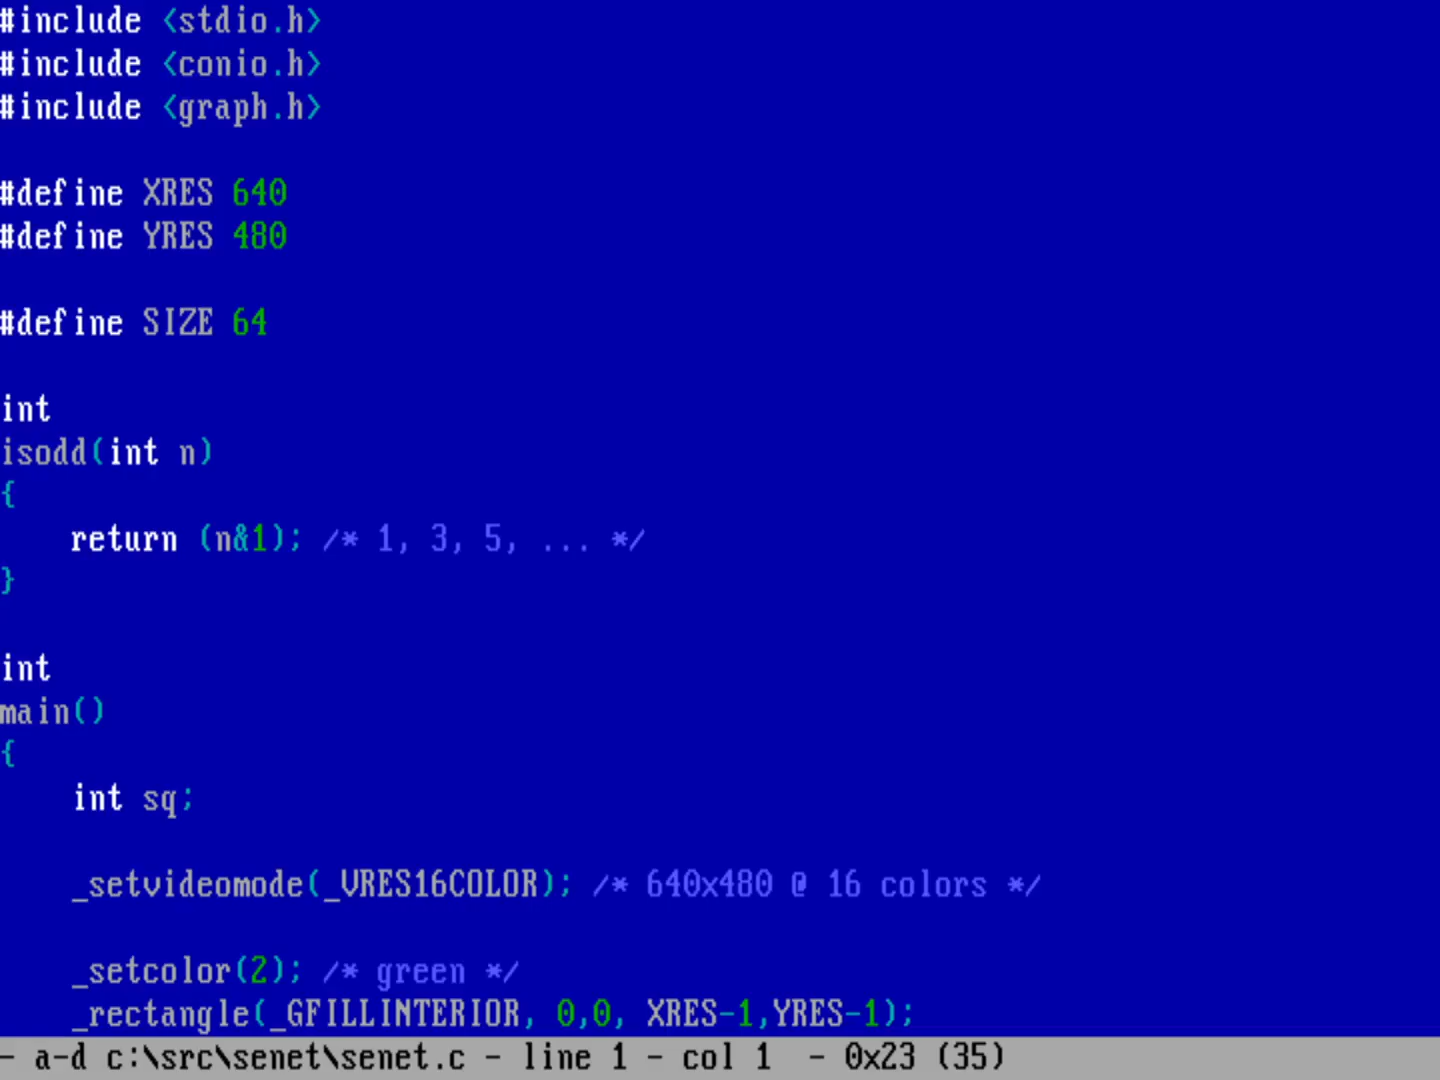 #include <stdio.h>
#include <conio.h>
#include <graph.h>

#define XRES 640
#define YRES 480

#define SIZE 64

int
isodd(int n)
{
    return (n&1); /* 1, 3, 5, ... */
}

int
main()
{
    int sq;

    _setvideomode(_VRES16COLOR); /* 640x480 @ 16 colors */

    _setcolor(2); /* green */
    _rectangle(_GFILLINTERIOR, 0,0, XRES-1,YRES-1);
- a-d c:\src\senet\senet.c - line 1 - col 1  - 0x23 (35)